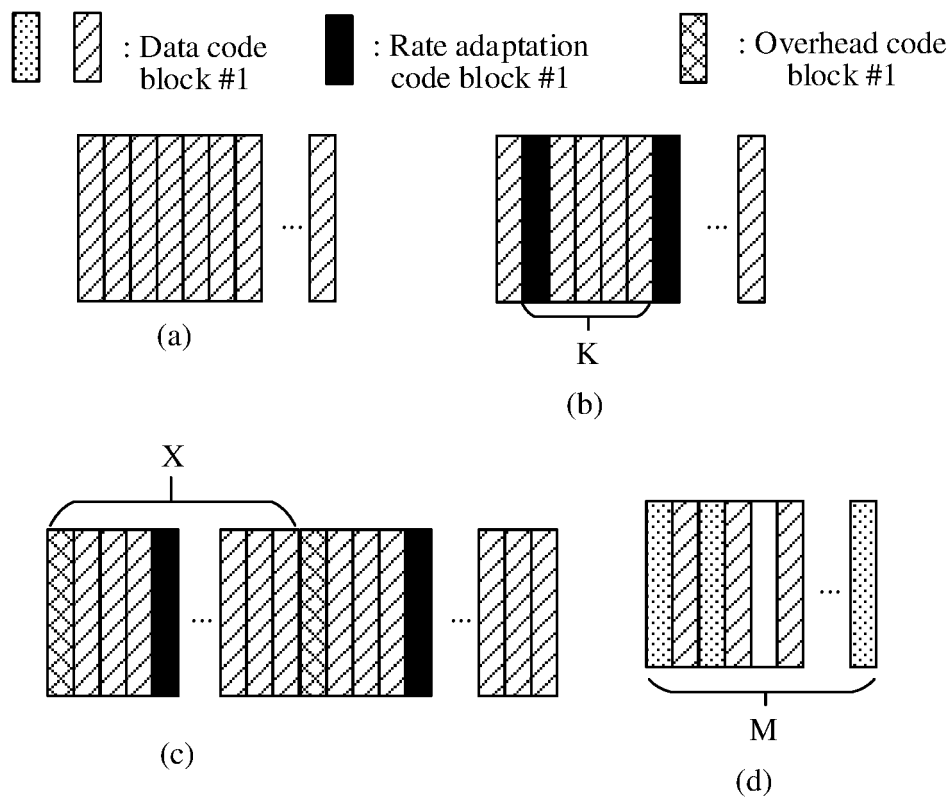 : Data code
block #1
: Rate adaptation
code block #1
: Overhead code
block #1
...
...
(a)
K
(b)
X
...
...
...
M
(c)
(d)